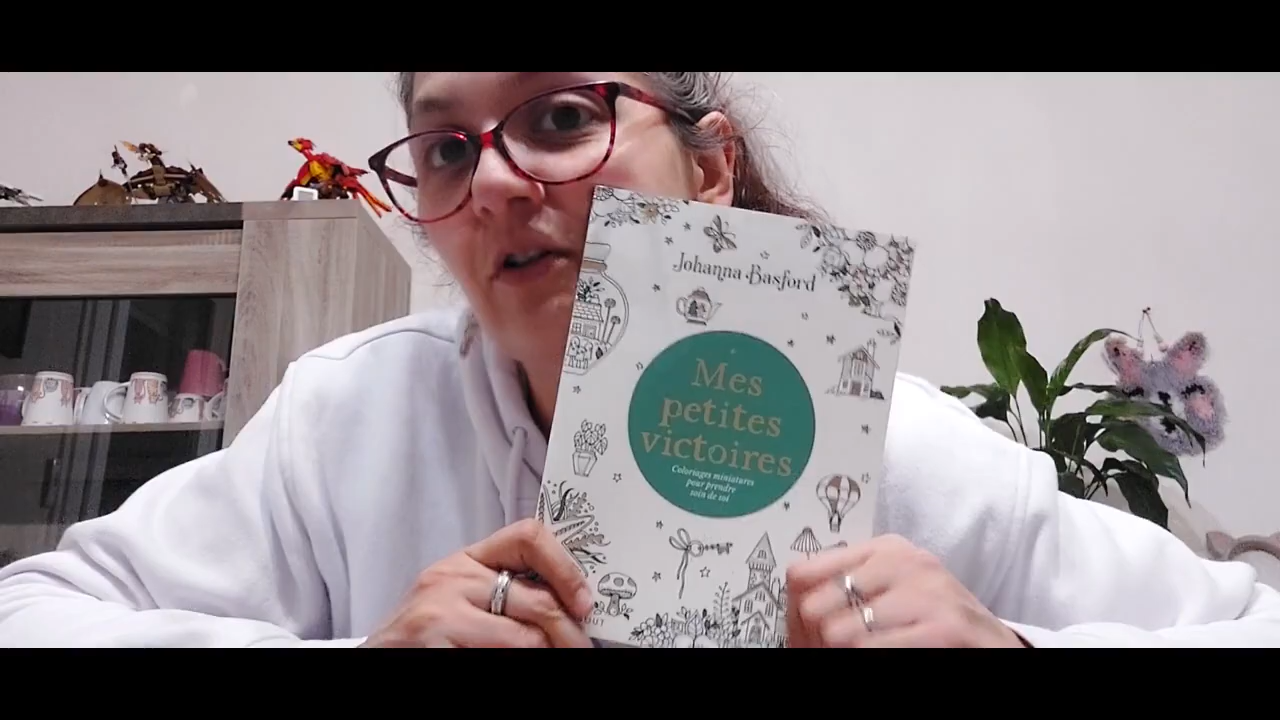 Johanna Basford
Mes
petites
victoires
Coloriages miniatures
pour prendre
soin de soi